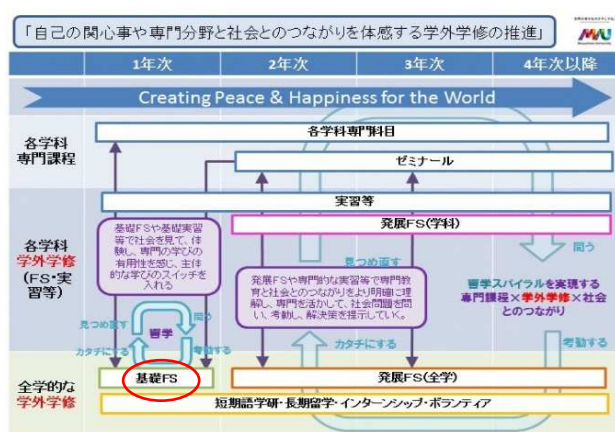 「自己の関心事や専門分野と社会とのつながりを体感する学外学修の推進」
MU
1年次
2年次
3年次
4年次以降
Creating Peace & Happiness for the World
各学科
専門課程
各学科専門科目
ゼミナール
各学科
学外学修
(FS・実
習等)
実習等
発展FS(学科)
基礎FSや基礎実習
等で社会を見て、体
験し、専門の学びの
有用性を感じ、主体
的な学びのスイッチを
入れる
見つめ直す
問う
発展FSや専門的な実習等で専門教
育と社会とのつながりをより明確に理
解し、専門を活かして、社会問題を問
い、考動し、解決策を提示していく。
響学スパイラルを実現する
専門課程×学外学修×社会
とのつながり
見つめ直す
問う
響学
カタチにする
考動する
カタチにする
考動する
全学的な
学外学修
基礎FS
発展FS(全学)
短期語学研・長期留学・インターンシップ・ボランティア